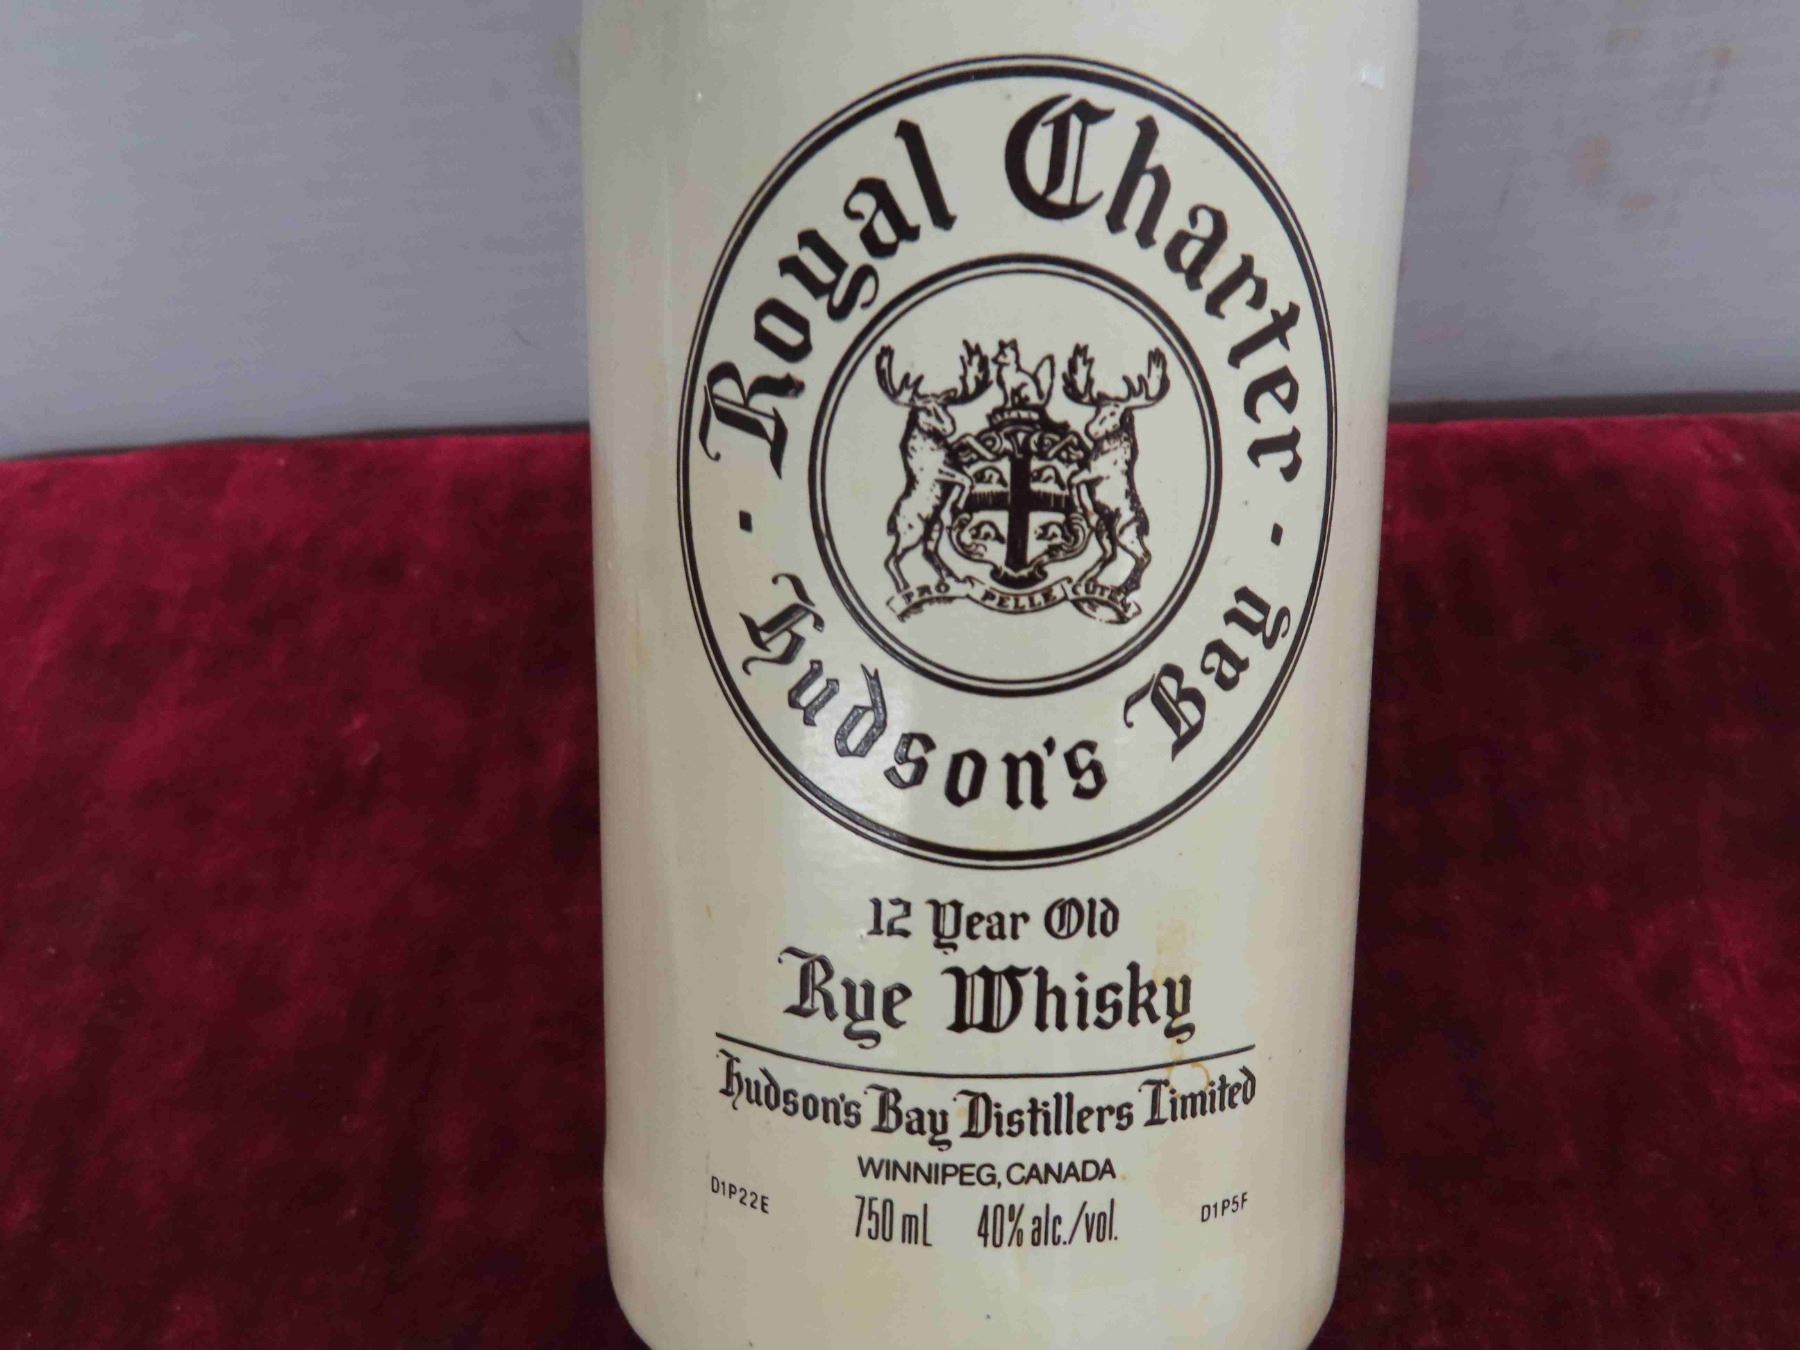 Royal Charter
· Hudson's Bay ·
PRO PELLE CUTEM
12 Year Old
Rye Whisky
Hudson's Bay Distillers Limited
WINNIPEG, CANADA
D1P22E 750 mL 40% alc./vol. D1P5F